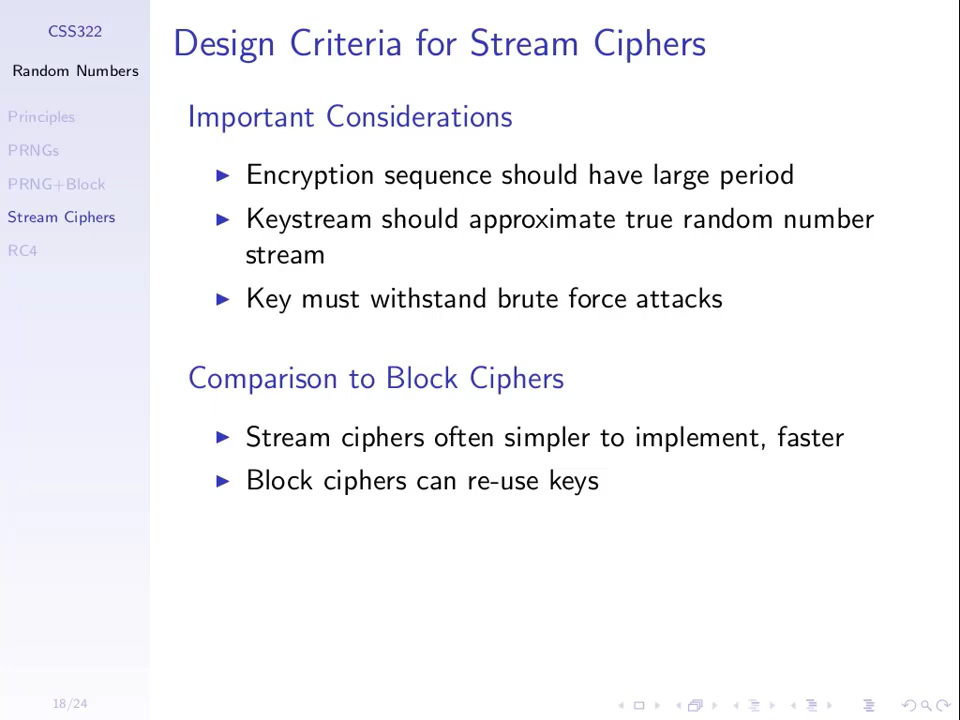 CSS322
Random Numbers
Principles
PRNGs
PRNG+Block
Stream Ciphers
RC4
Design Criteria for Stream Ciphers
Important Considerations
Encryption sequence should have large period
Keystream should approximate true random number
stream
Key must withstand brute force attacks
Comparison to Block Ciphers
Stream ciphers often simpler to implement, faster
Block ciphers can re-use keys
18/24